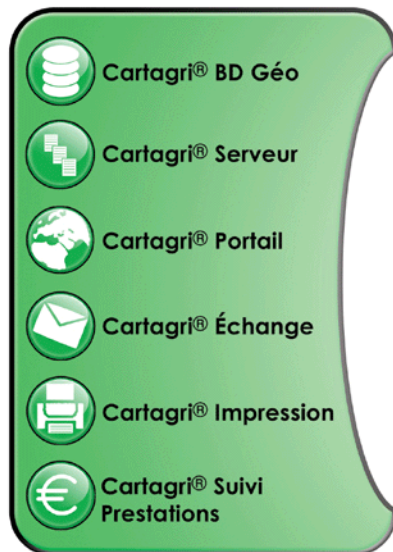 Cartagri® BD Géo
Cartagri® Serveur
Cartagri® Portail
Cartagri® Échange
Cartagri® Impression
€ Cartagri® Suivi
Prestations